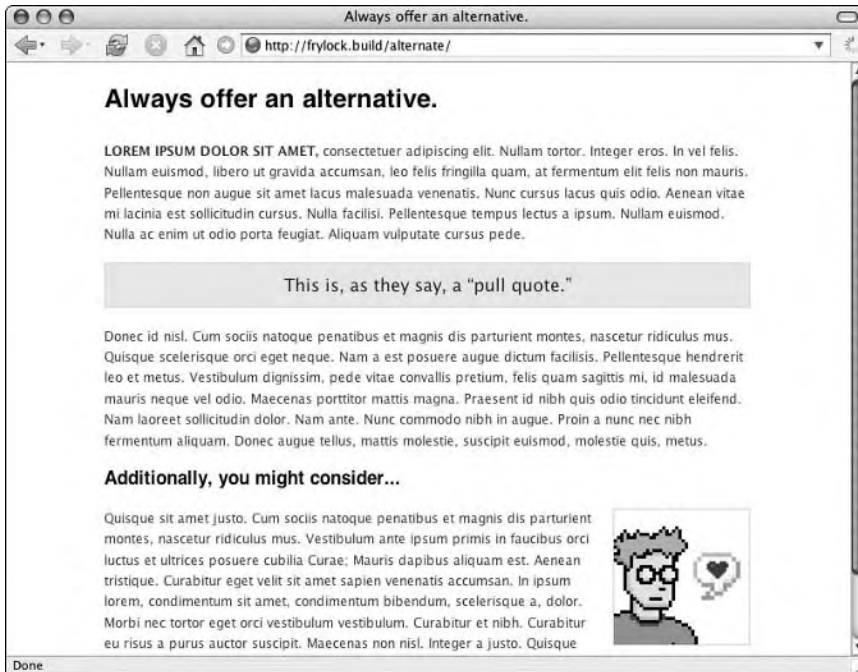 Always offer an alternative.
http://frylock.build/alternate/
Always offer an alternative.
LOREM IPSUM DOLOR SIT AMET, consectetuer adipiscing elit. Nullam tortor. Integer eros. In vel felis.
Nullam euismod, libero ut gravida accumsan, leo felis fringilla quam, at fermentum elit felis non mauris.
Pellentesque non augue sit amet lacus malesuada venenatis. Nunc cursus lacus quis odio. Aenean vitae
mi lacinia est sollicitudin cursus. Nulla facilisi. Pellentesque tempus lectus a ipsum. Nullam euismod.
Nulla ac enim ut odio porta feugiat. Aliquam vulputate cursus pede.
This is, as they say, a “pull quote.”
Donec id nisl. Cum sociis natoque penatibus et magnis dis parturient montes, nascetur ridiculus mus.
Quisque scelerisque orci eget neque. Nam a est posuere augue dictum facilisis. Pellentesque hendrerit
leo et metus. Vestibulum dignissim, pede vitae convallis pretium, felis quam sagittis mi, id malesuada
mauris neque vel odio. Maecenas porttitor mattis magna. Praesent id nibh quis odio tincidunt eleifend.
Nam laoreet sollicitudin dolor. Nam ante. Nunc commodo nibh in augue. Proin a nunc nec nibh
fermentum aliquam. Donec augue tellus, mattis molestie, suscipit euismod, molestie quis, metus.
Additionally, you might consider...
Quisque sit amet justo. Cum sociis natoque penatibus et magnis dis parturient
montes, nascetur ridiculus mus. Vestibulum ante ipsum primis in faucibus orci
luctus et ultrices posuere cubilia Curae; Mauris dapibus aliquam est. Aenean
tristique. Curabitur eget velit sit amet sapien venenatis accumsan. In ipsum
lorem, condimentum sit amet, condimentum bibendum, scelerisque a, dolor.
Morbi nec tortor eget orci vestibulum vestibulum. Curabitur et nibh. Curabitur
eu risus a purus auctor suscipit. Maecenas non nisl. Integer a justo. Quisque
Done